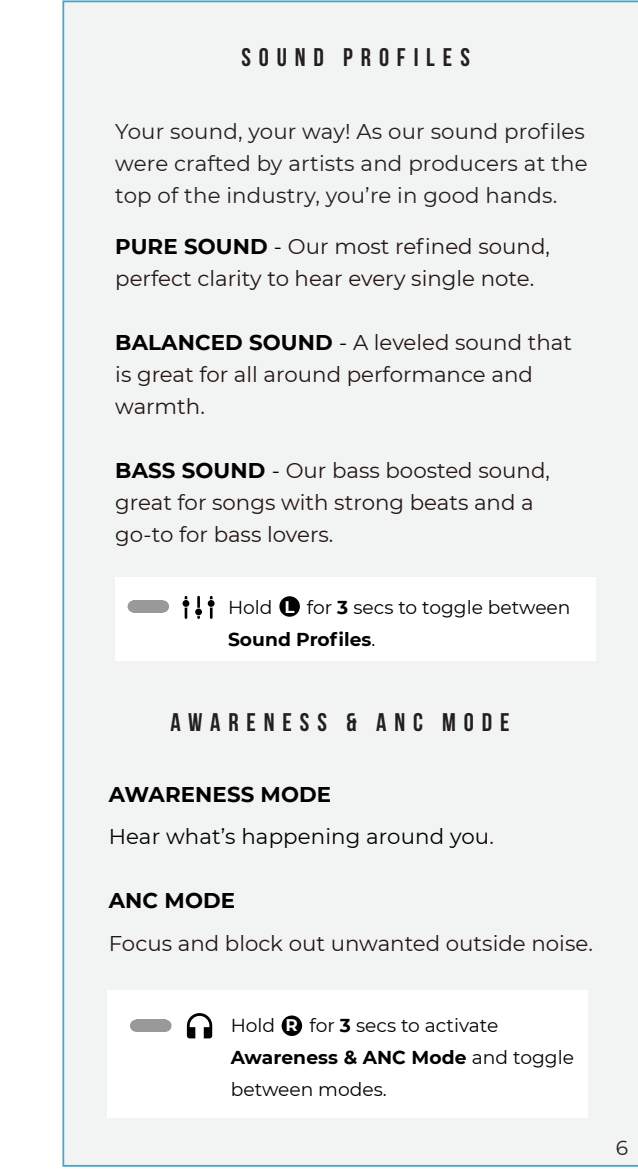 SOUND PROFILES
Your sound, your way! As our sound profiles
were crafted by artists and producers at the
top of the industry, you’re in good hands.
PURE SOUND - Our most refined sound,
perfect clarity to hear every single note.
BALANCED SOUND - A leveled sound that
is great for all around performance and
warmth.
BASS SOUND - Our bass boosted sound,
great for songs with strong beats and a
go-to for bass lovers.
Hold L for 3 secs to toggle between
Sound Profiles.
AWARENESS & ANC MODE
AWARENESS MODE
Hear what’s happening around you.
ANC MODE
Focus and block out unwanted outside noise.
Hold R for 3 secs to activate
Awareness & ANC Mode and toggle
between modes.
6